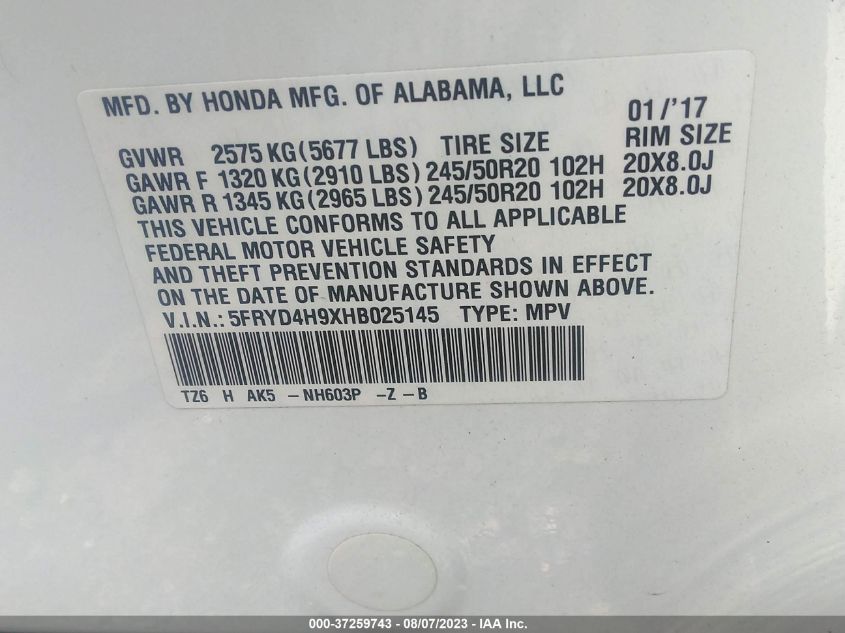 MFD. BY HONDA MFG. OF ALABAMA, LLC
01/'17
GVWR 2575 KG(5677 LBS) TIRE SIZE RIM SIZE
GAWR F 1320 KG(2910 LBS) 245/50R20 102H 20X8.0J
GAWR R 1345 KG(2965 LBS) 245/50R20 102H 20X8.0J
THIS VEHICLE CONFORMS TO ALL APPLICABLE
FEDERAL MOTOR VEHICLE SAFETY
AND THEFT PREVENTION STANDARDS IN EFFECT
ON THE DATE OF MANUFACTURE SHOWN ABOVE.
V.I.N.: 5FRYD4H9XHB025145 TYPE: MPV
TZ6 H AK5 -NH603P -Z-B
000-37259743 - 08/07/2023 - IAA Inc.